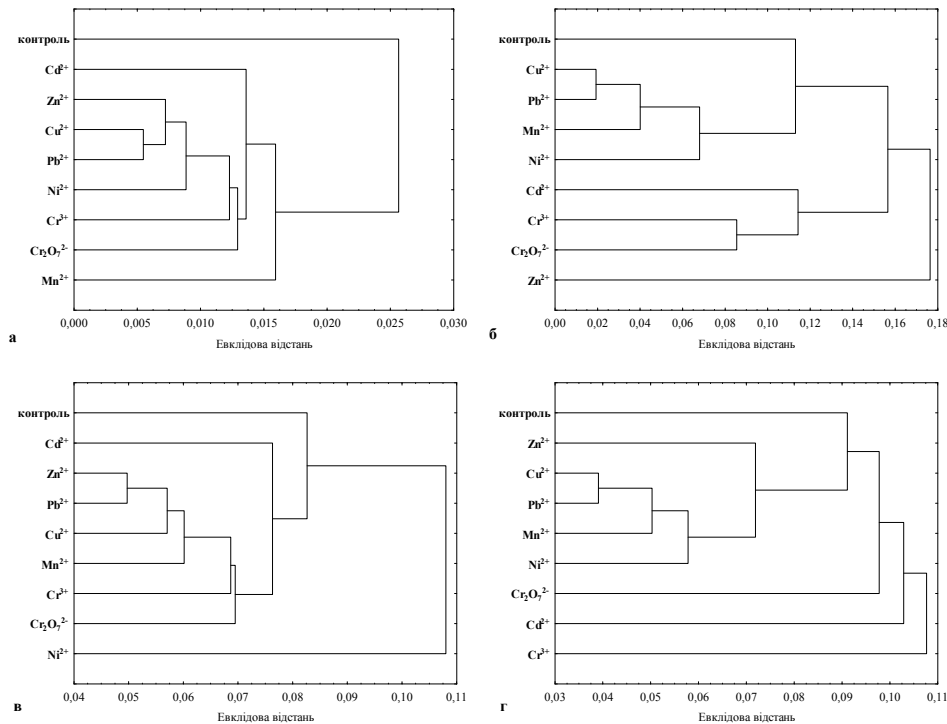 контроль
Cd²⁺
Zn²⁺
Cu²⁺
Pb²⁺
Ni²⁺
Cr³⁺
Cr₂O₇²⁻
Mn²⁺
0,000 0,005 0,010 0,015 0,020 0,025 0,030
Евклідова відстань
а
контроль
Cu²⁺
Pb²⁺
Mn²⁺
Ni²⁺
Cd²⁺
Cr³⁺
Cr₂O₇²⁻
Zn²⁺
0,00 0,02 0,04 0,06 0,08 0,10 0,12 0,14 0,16 0,18
Евклідова відстань
б
контроль
Cd²⁺
Zn²⁺
Pb²⁺
Cu²⁺
Mn²⁺
Cr³⁺
Cr₂O₇²⁻
Ni²⁺
0,04 0,05 0,06 0,07 0,08 0,09 0,10 0,11
Евклідова відстань
в
контроль
Zn²⁺
Cu²⁺
Pb²⁺
Mn²⁺
Ni²⁺
Cr₂O₇²⁻
Cd²⁺
Cr³⁺
0,03 0,04 0,05 0,06 0,07 0,08 0,09 0,10 0,11
Евклідова відстань
г